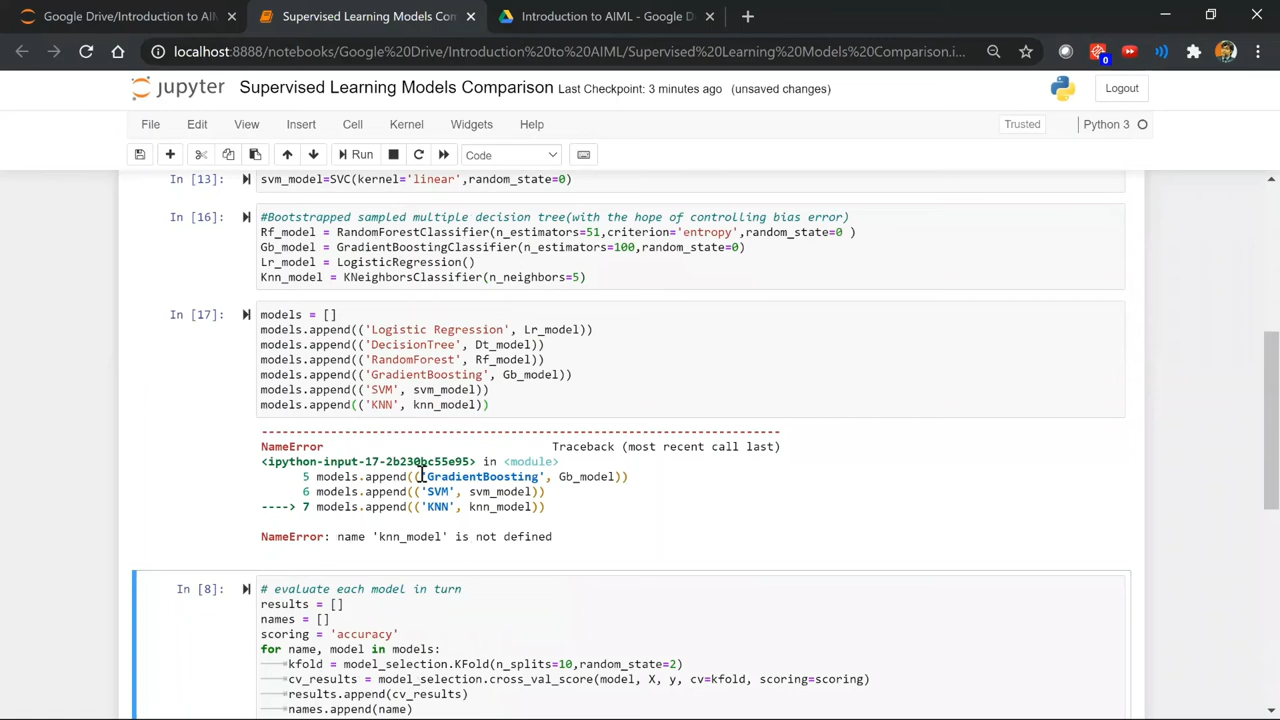 Google Drive/Introduction to AIM
Supervised Learning Models Com
Introduction to AIML - Google D
localhost:8888/notebooks/Google%20Drive/Introduction%20to%20AIML/Supervised%20Learning%20Models%20Comparison.i...
0
jupyter
Supervised Learning Models Comparison
Last Checkpoint: 3 minutes ago
(unsaved changes)
Logout
File
Edit
View
Insert
Cell
Kernel
Widgets
Help
Trusted
Python 3
Run
Code
In [13]:
svm_model=SVC(kernel='linear',random_state=0)
In [16]:
#Bootstrapped sampled multiple decision tree(with the hope of controlling bias error)
Rf_model = RandomForestClassifier(n_estimators=51,criterion='entropy',random_state=0 )
Gb_model = GradientBoostingClassifier(n_estimators=100,random_state=0)
Lr_model = LogisticRegression()
Knn_model = KNeighborsClassifier(n_neighbors=5)
In [17]:
models = []
models.append(('Logistic Regression', Lr_model))
models.append(('DecisionTree', Dt_model))
models.append(('RandomForest', Rf_model))
models.append(('GradientBoosting', Gb_model))
models.append(('SVM', svm_model))
models.append(('KNN', knn_model))
---------------------------------------------------------------------------
NameError                                 Traceback (most recent call last)
<ipython-input-17-2b230bc55e95> in <module>
5 models.append(('GradientBoosting', Gb_model))
6 models.append(('SVM', svm_model))
----> 7 models.append(('KNN', knn_model))
NameError: name 'knn_model' is not defined
In [8]:
# evaluate each model in turn
results = []
names = []
scoring = 'accuracy'
for name, model in models:
kfold = model_selection.KFold(n_splits=10,random_state=2)
cv_results = model_selection.cross_val_score(model, X, y, cv=kfold, scoring=scoring)
results.append(cv_results)
names.append(name)